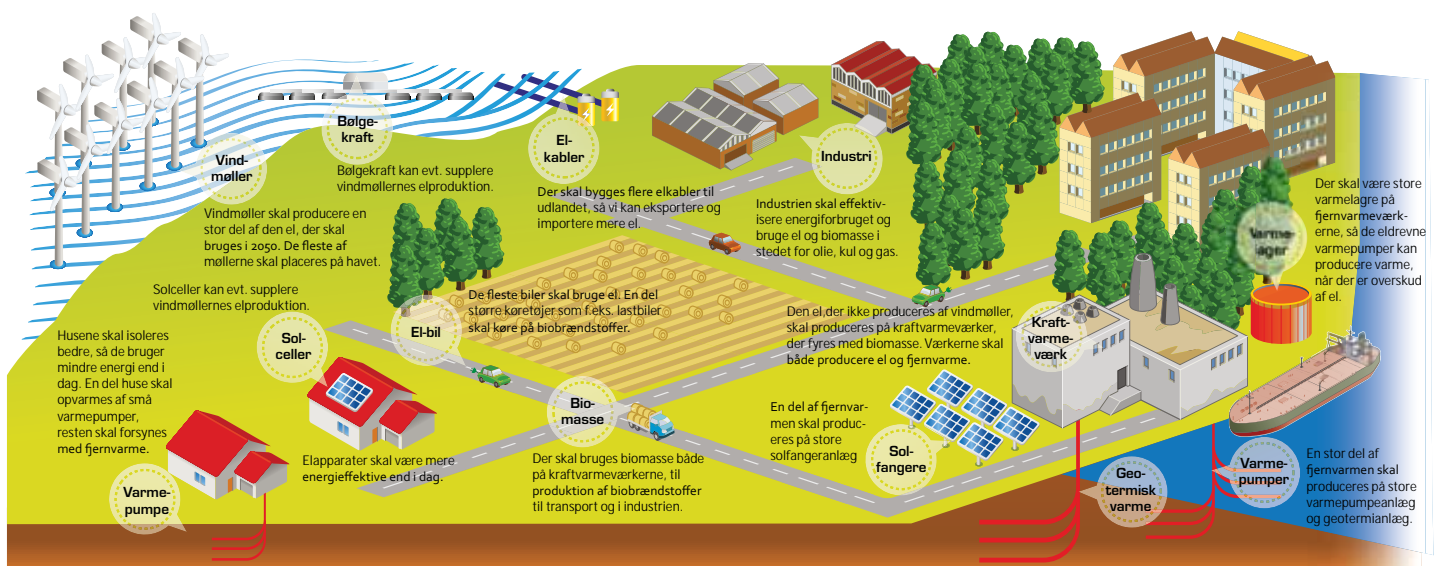 Vind-
møller
Vindmøller skal producere en
stor del af den el, der skal
bruges i 2050. De fleste af
møllerne skal placeres på havet.
Bølge-
kraft
Bølgekraft kan evt. supplere
vindmøllernes elproduktion.
El-
kabler
Der skal bygges flere elkabler til
udlandet, så vi kan eksportere og
importere mere el.
Industri
Industrien skal effektiv-
isere energiforbruget og
bruge el og biomasse i
stedet for olie, kul og gas.
Varme-
lager
Der skal være store
varmelagre på
fjernvarmeværk-
erne, så de eldrevne
varmepumper kan
producere varme,
når der er overskud
af el.
Solceller kan evt. supplere
vindmøllernes elproduktion.
Sol-
celler
El-bil
De fleste biler skal bruge el. En del
større køretøjer som f.eks. lastbiler
skal køre på biobrændstoffer.
Den el,der ikke produceres af vindmøller,
skal produceres på kraftvarmeværker,
der fyres med biomasse. Værkerne skal
både producere el og fjernvarme.
Kraft-
varme-
værk
Husene skal isoleres
bedre, så de bruger
mindre energi end i
dag. En del huse skal
opvarmes af små
varmepumper,
resten skal forsynes
med fjernvarme.
Varme-
pumpe
Elapparater skal være mere
energieffektive end i dag.
Bio-
masse
Der skal bruges biomasse både
på kraftvarmeværkerne, til
produktion af biobrændstoffer
til transport og i industrien.
En del af fjernvar-
men skal produc-
eres på store
solfangeranlæg
Sol-
fangere
Geo-
termisk
varme
Varme-
pumper
En stor del af
fjernvarmen skal
produceres på store
varmepumpeanlæg
og geotermianlæg.